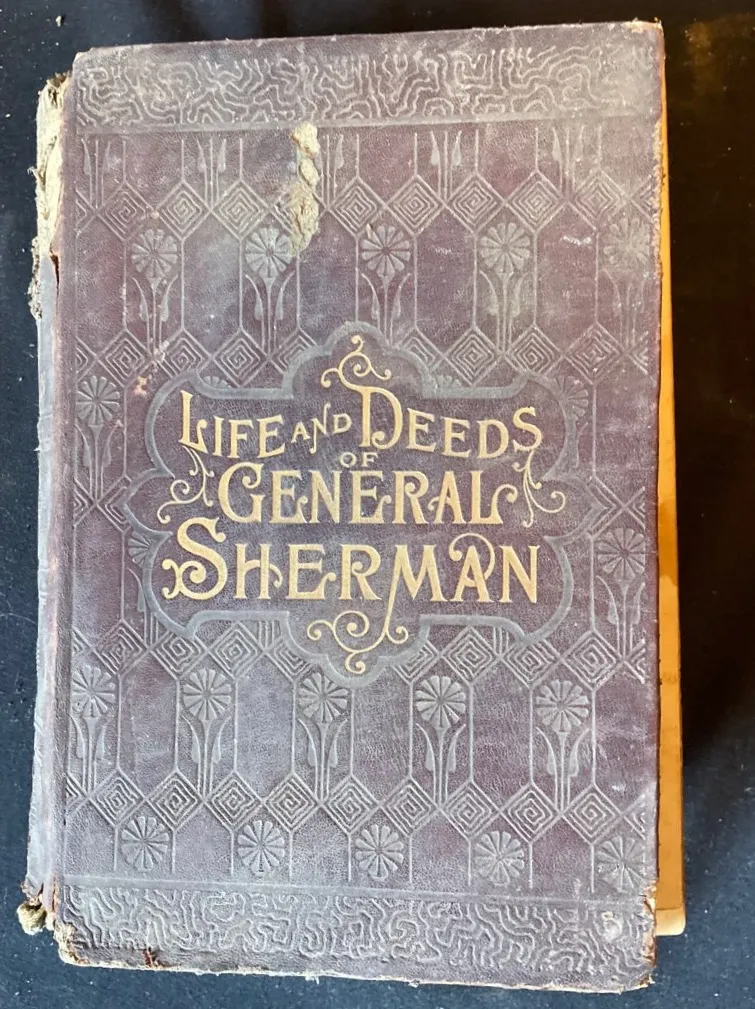 LIFE AND DEEDS
OF
GENERAL
SHERMAN